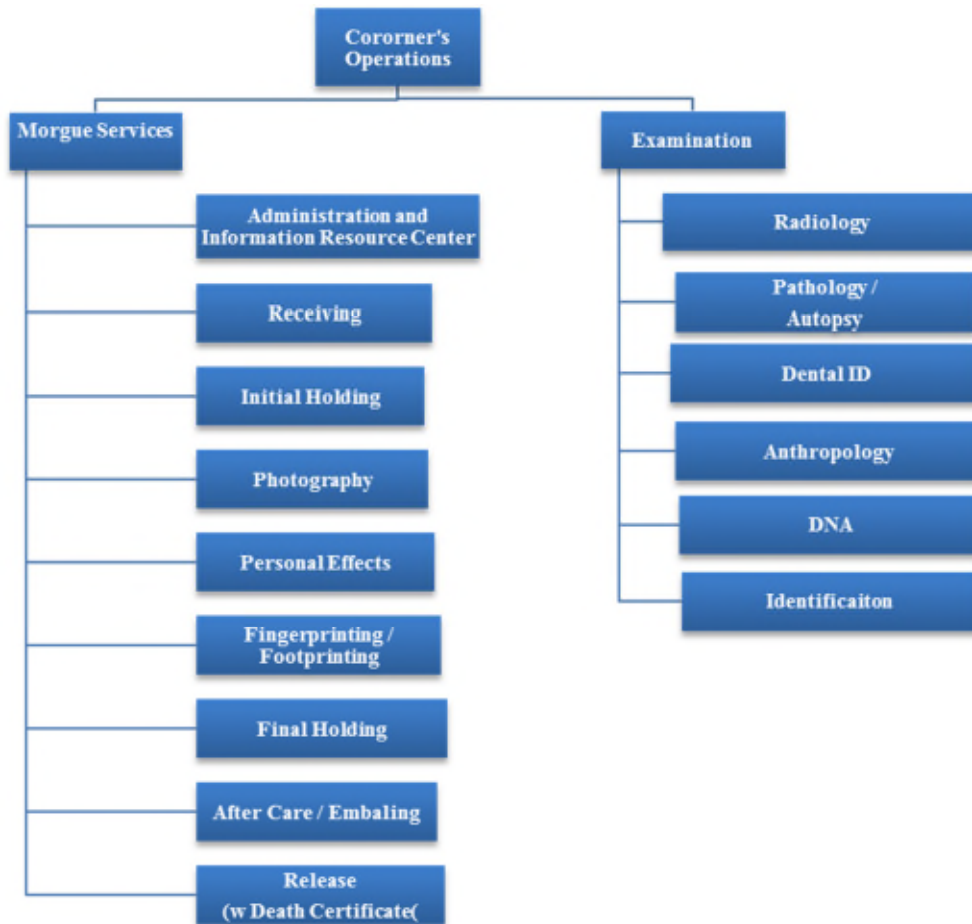 Cororner's
Operations
Morgue Services
Administration and
Information Resource Center
Receiving
Initial Holding
Photography
Personal Effects
Fingerprinting /
Footprinting
Final Holding
After Care / Embaling
Release
(w Death Certificate(
Examination
Radiology
Pathology /
Autopsy
Dental ID
Anthropology
DNA
Identificaiton